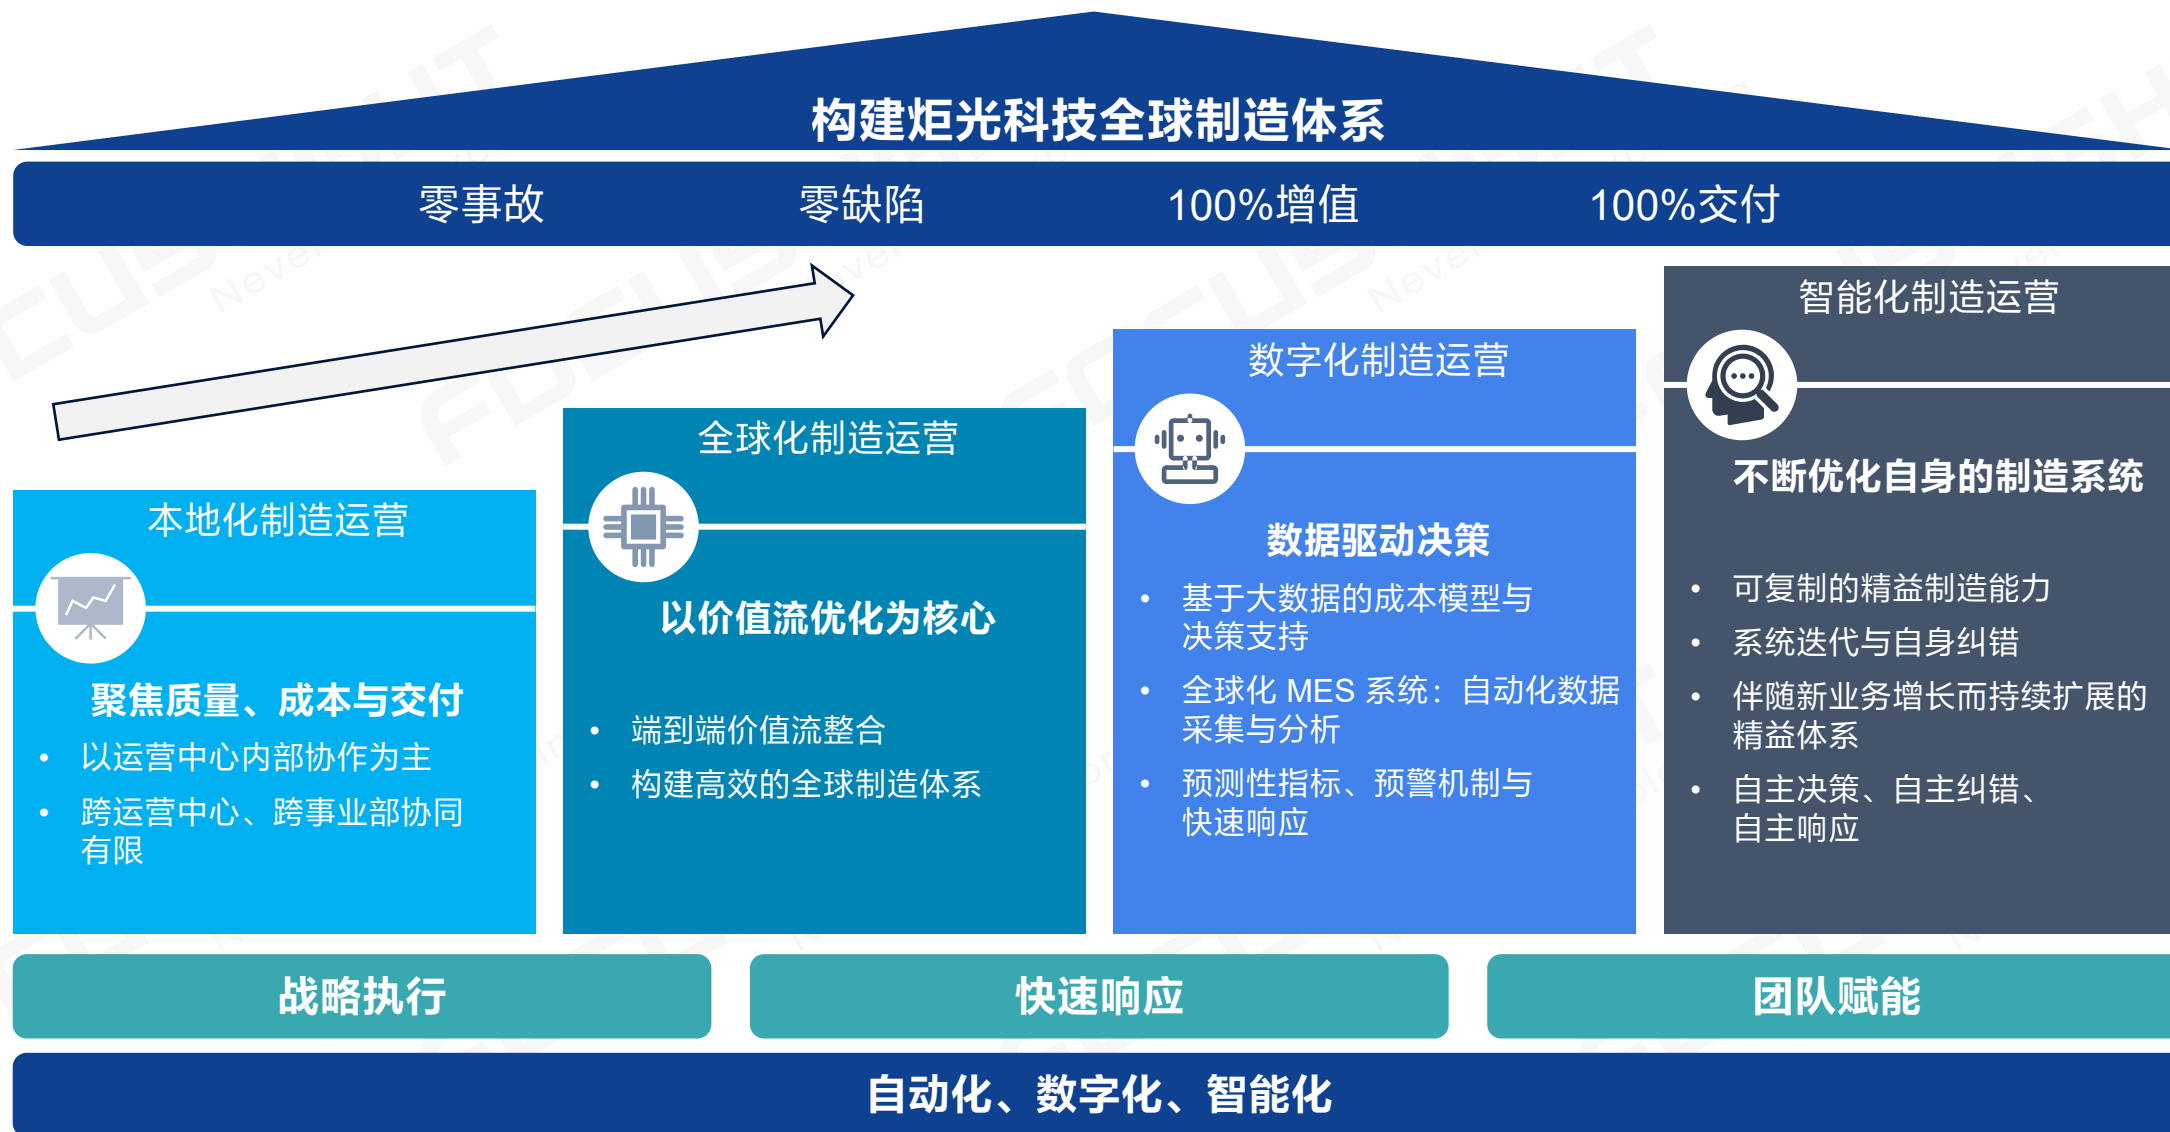 构建炬光科技全球制造体系
零事故 零缺陷 100%增值 100%交付
本地化制造运营
聚焦质量、成本与交付
• 以运营中心内部协作为主
• 跨运营中心、跨事业部协同
有限
全球化制造运营
以价值流优化为核心
• 端到端价值流整合
• 构建高效的全球制造体系
数字化制造运营
数据驱动决策
• 基于大数据的成本模型与
决策支持
• 全球化 MES 系统：自动化数据
采集与分析
• 预测性指标、预警机制与
快速响应
智能化制造运营
不断优化自身的制造系统
• 可复制的精益制造能力
• 系统迭代与自身纠错
• 伴随新业务增长而持续扩展的
精益体系
• 自主决策、自主纠错、
自主响应
战略执行 快速响应 团队赋能
自动化、数字化、智能化